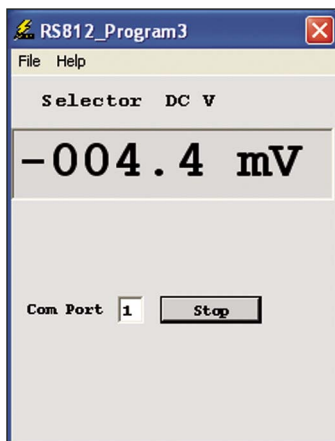 RS812_Program3
File Help
Selector DC V
-004.4 mV
Com Port 1 Stop